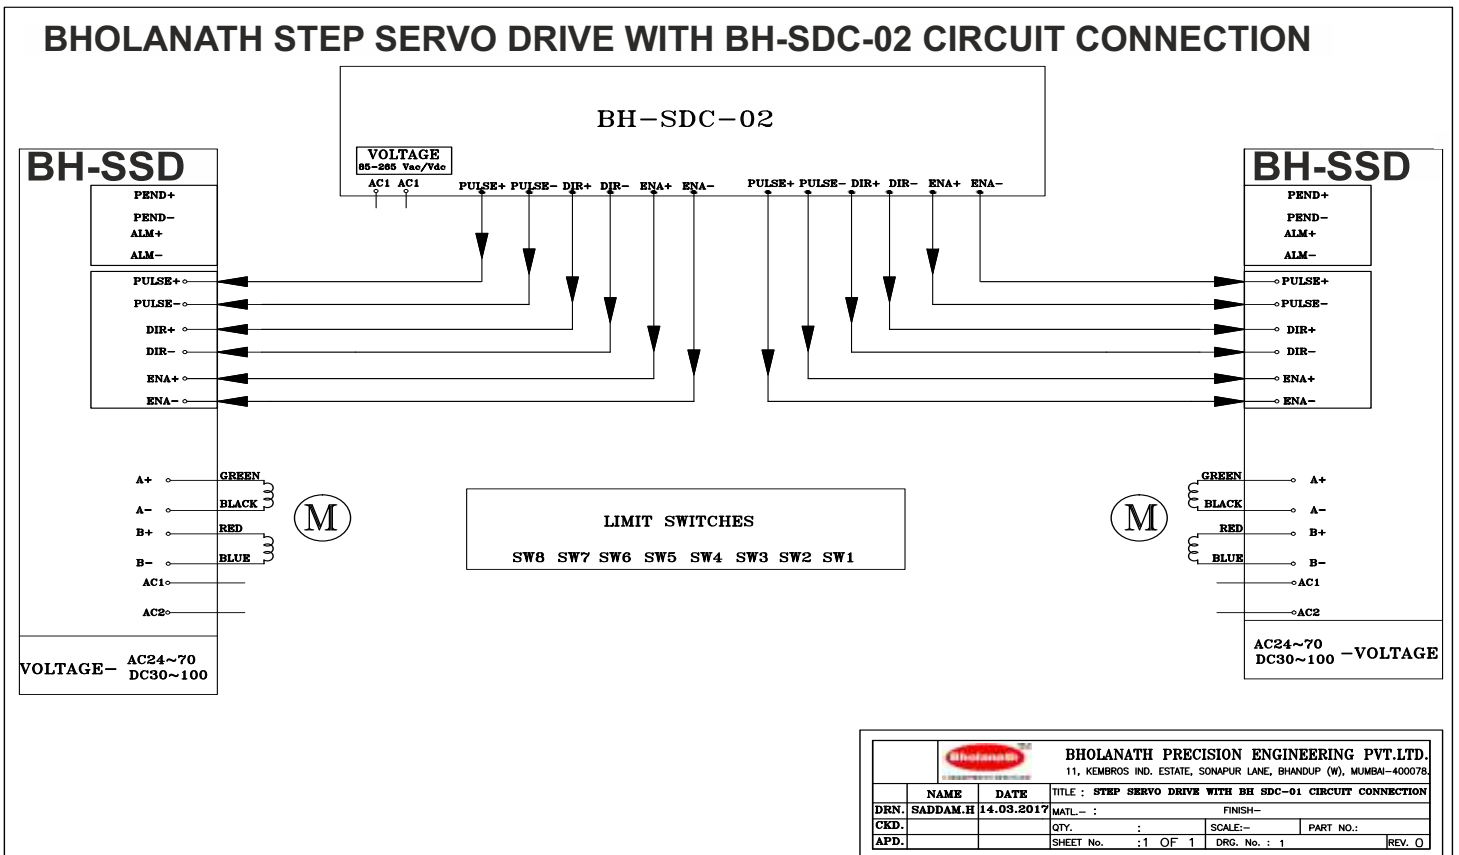 BHOLANATH STEP SERVO DRIVE WITH BH-SDC-02 CIRCUIT CONNECTION
BH-SDC-02
VOLTAGE
85-265 Vac/Vdc
AC1 AC1
PULSE+ PULSE- DIR+ DIR- ENA+ ENA-
PULSE+ PULSE- DIR+ DIR- ENA+ ENA-
BH-SSD
PEND+
PEND-
ALM+
ALM-
PULSE+
PULSE-
DIR+
DIR-
ENA+
ENA-
A+ GREEN
A- BLACK
B+ RED
B- BLUE
AC1
AC2
M
VOLTAGE- AC24~70
DC30~100
LIMIT SWITCHES
SW8 SW7 SW6 SW5 SW4 SW3 SW2 SW1
BH-SSD
PEND+
PEND-
ALM+
ALM-
PULSE+
PULSE-
DIR+
DIR-
ENA+
ENA-
M
GREEN A+
BLACK A-
RED B+
BLUE B-
AC1
AC2
AC24~70
DC30~100 -VOLTAGE
Bholanath
BHOLANATH PRECISION ENGINEERING PVT.LTD.
11, KEMBROS IND. ESTATE, SONAPUR LANE, BHANDUP (W), MUMBAI-400078.
NAME DATE TITLE : STEP SERVO DRIVE WITH BH SDC-01 CIRCUIT CONNECTION
DRN. SADDAM.H 14.03.2017 MATL.- : FINISH-
CKD. QTY. : SCALE:- PART NO.:
APD. SHEET No. :1 OF 1 DRG. No. : 1 REV. 0